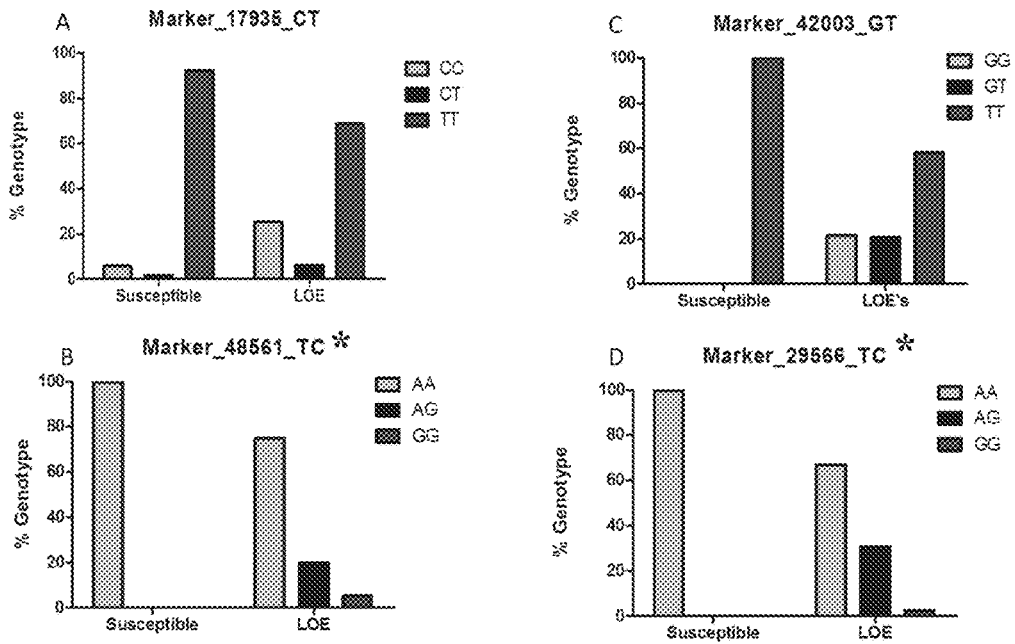 A
Marker_17935_CT
% Genotype
100
80
60
40
20
0
Susceptible
LOE
CC
CT
TT
C
Marker_42003_GT
% Genotype
100
80
60
40
20
0
Susceptible
LOE's
GG
GT
TT
B
Marker_48561_TC *
% Genotype
100
80
60
40
20
0
Susceptible
LOE
AA
AG
GG
D
Marker_29566_TC *
% Genotype
100
80
60
40
20
0
Susceptible
LOE
AA
AG
GG